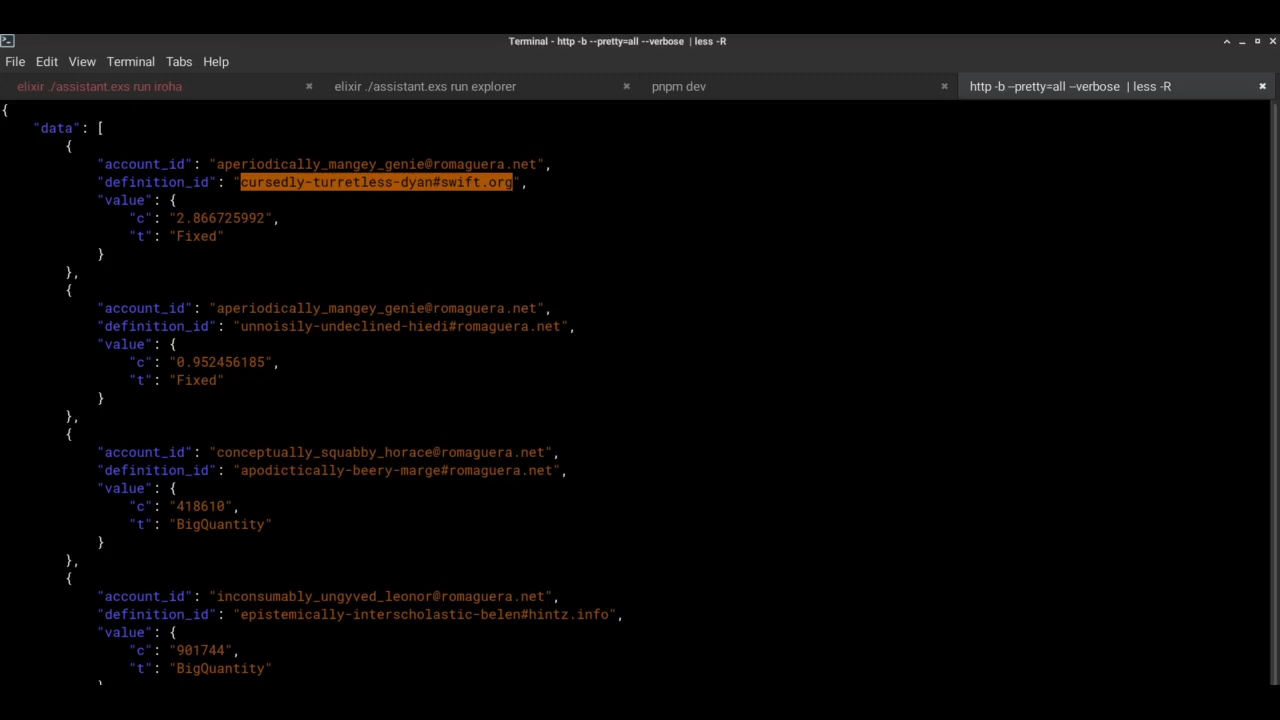 Terminal - http -b --pretty=all --verbose | less -R
File Edit View Terminal Tabs Help
elixir ./assistant.exs run iroha elixir ./assistant.exs run explorer pnpm dev http -b --pretty=all --verbose | less -R
{
    "data": [
        {
            "account_id": "aperiodically_mangey_genie@romaguera.net",
            "definition_id": "cursedly-turretless-dyan#swift.org",
            "value": {
                "c": "2.866725992",
                "t": "Fixed"
            }
        },
        {
            "account_id": "aperiodically_mangey_genie@romaguera.net",
            "definition_id": "unnoisily-undeclined-hiedi#romaguera.net",
            "value": {
                "c": "0.952456185",
                "t": "Fixed"
            }
        },
        {
            "account_id": "conceptually_squabby_horace@romaguera.net",
            "definition_id": "apodictically-beery-marge#romaguera.net",
            "value": {
                "c": "418610",
                "t": "BigQuantity"
            }
        },
        {
            "account_id": "inconsumably_ungyved_leonor@romaguera.net",
            "definition_id": "epistemically-interscholastic-belen#hintz.info",
            "value": {
                "c": "901744",
                "t": "BigQuantity"
            }